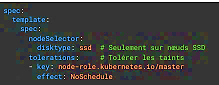 spec:
  template:
    spec:
      nodeSelector:
        disktype: ssd  # Seulement sur nœuds SSD
      tolerations:     # Tolérer les taints
      - key: node-role.kubernetes.io/master
        effect: NoSchedule